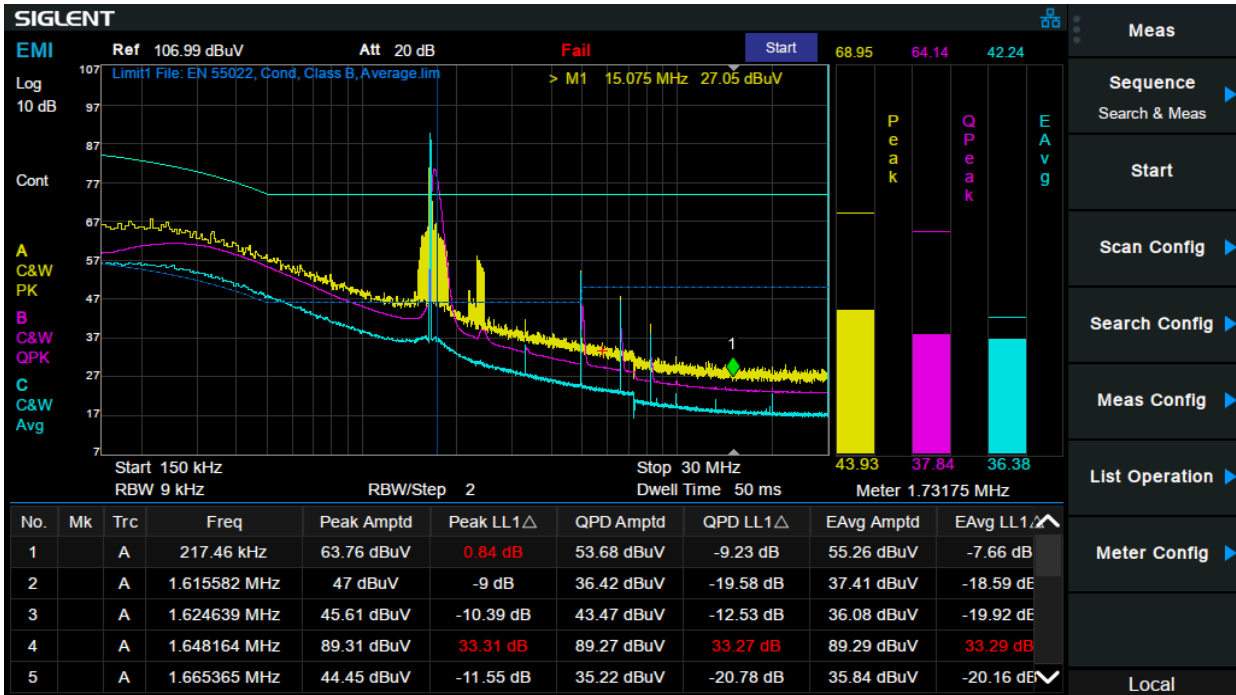 SIGLENT
EMI
Ref 106.99 dBuV
Att 20 dB
Fail
Start
68.95 64.14 42.24
Log
10 dB
Cont
A
C&W
PK
B
C&W
QPK
C
C&W
Avg
107
97
87
77
67
57
47
37
27
17
7
Limit1 File: EN 55022, Cond, Class B, Average.lim
> M1 15.075 MHz 27.05 dBuV
1
Peak
QPeak
EAvg
43.93 37.84 36.38
Start 150 kHz
Stop 30 MHz
RBW 9 kHz
RBW/Step 2
Dwell Time 50 ms
Meter 1.73175 MHz
No. Mk Trc Freq Peak Amptd Peak LL1△ QPD Amptd QPD LL1△ EAvg Amptd EAvg LL1△
1 A 217.46 kHz 63.76 dBuV 0.84 dB 53.68 dBuV -9.23 dB 55.26 dBuV -7.66 dB
2 A 1.615582 MHz 47 dBuV -9 dB 36.42 dBuV -19.58 dB 37.41 dBuV -18.59 dB
3 A 1.624639 MHz 45.61 dBuV -10.39 dB 43.47 dBuV -12.53 dB 36.08 dBuV -19.92 dB
4 A 1.648164 MHz 89.31 dBuV 33.31 dB 89.27 dBuV 33.27 dB 89.29 dBuV 33.29 dB
5 A 1.665365 MHz 44.45 dBuV -11.55 dB 35.22 dBuV -20.78 dB 35.84 dBuV -20.16 dB
Meas
Sequence
Search & Meas
Start
Scan Config
Search Config
Meas Config
List Operation
Meter Config
Local